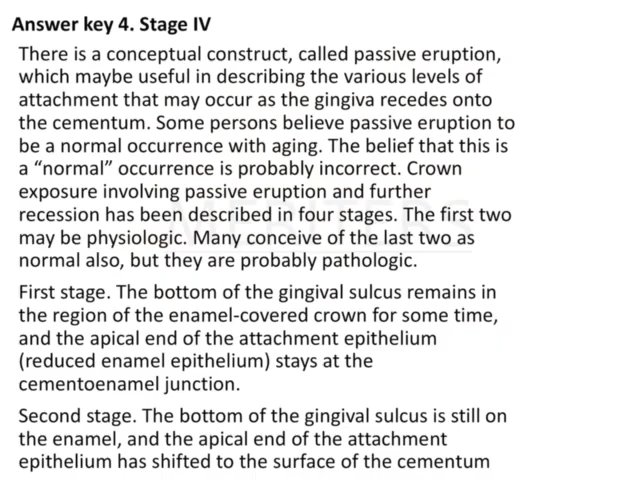 Answer key 4. Stage IV
There is a conceptual construct, called passive eruption,
which maybe useful in describing the various levels of
attachment that may occur as the gingiva recedes onto
the cementum. Some persons believe passive eruption to
be a normal occurrence with aging. The belief that this is
a “normal” occurrence is probably incorrect. Crown
exposure involving passive eruption and further
recession has been described in four stages. The first two
may be physiologic. Many conceive of the last two as
normal also, but they are probably pathologic.
First stage. The bottom of the gingival sulcus remains in
the region of the enamel-covered crown for some time,
and the apical end of the attachment epithelium
(reduced enamel epithelium) stays at the
cementoenamel junction.
Second stage. The bottom of the gingival sulcus is still on
the enamel, and the apical end of the attachment
epithelium has shifted to the surface of the cementum